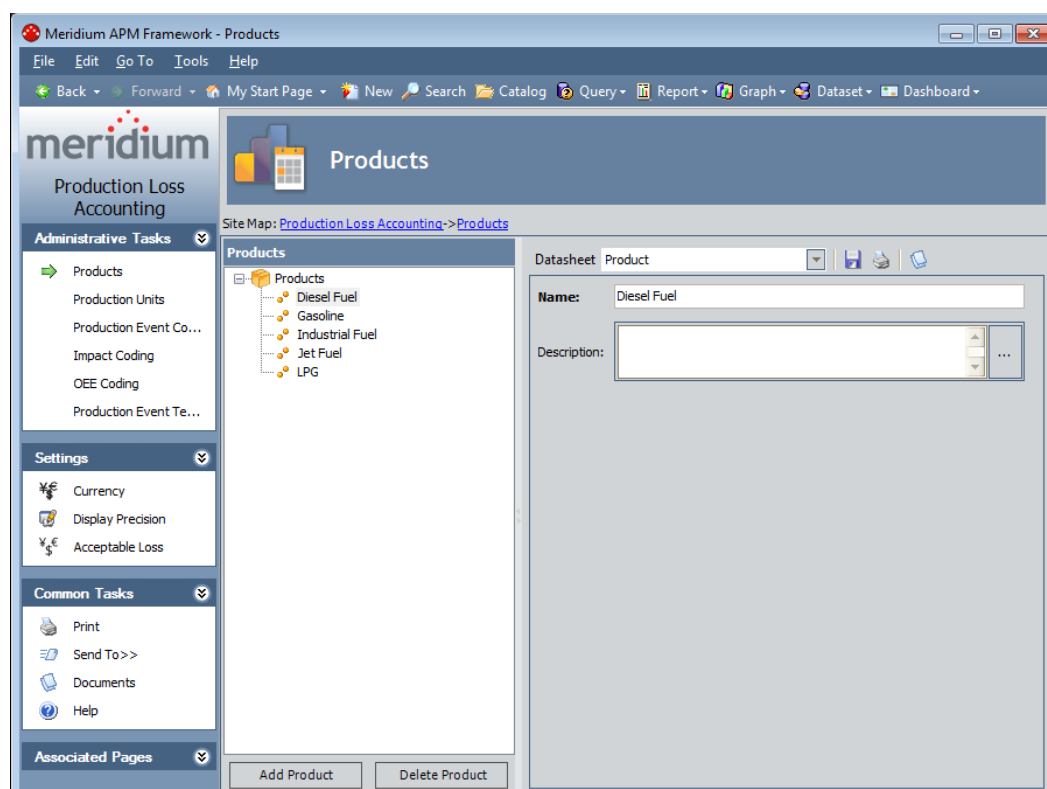 Meridium APM Framework - Products
File Edit Go To Tools Help
Back Forward My Start Page New Search Catalog Query Report Graph Dataset Dashboard
meridium
Production Loss
Accounting
Products
Site Map: Production Loss Accounting->Products
Administrative Tasks
Products
Production Units
Production Event Co...
Impact Coding
OEE Coding
Production Event Te...
Settings
Currency
Display Precision
Acceptable Loss
Common Tasks
Print
Send To>>
Documents
Help
Associated Pages
Products
Products
Diesel Fuel
Gasoline
Industrial Fuel
Jet Fuel
LPG
Add Product Delete Product
Datasheet Product
Name: Diesel Fuel
Description: ...